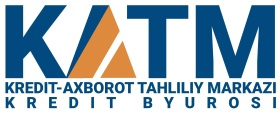 KATM
KREDIT-AXBOROT TAHLILIY MARKAZI
KREDIT BYUROSI